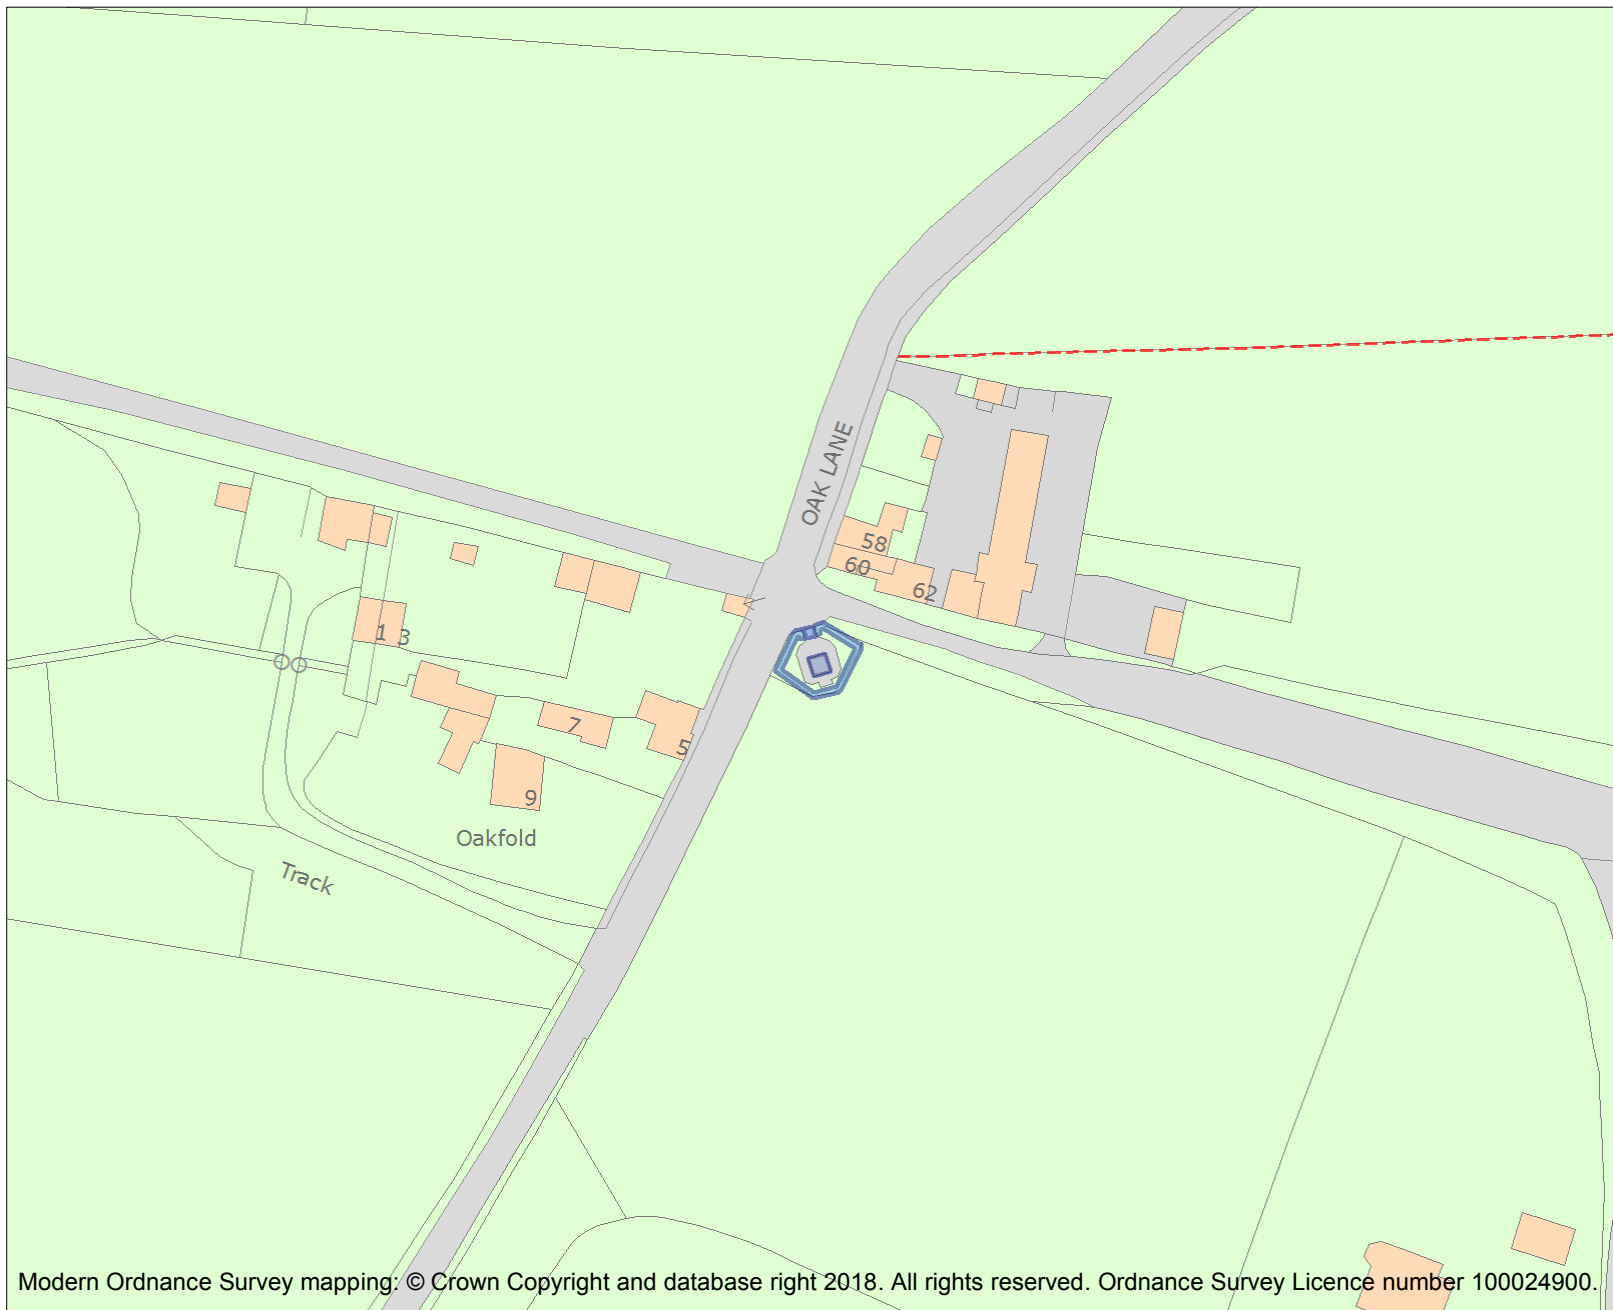 OAK LANE
58
60
62
1
3
7
5
9
Oakfold
Track
Modern Ordnance Survey mapping: © Crown Copyright and database right 2018. All rights reserved. Ordnance Survey Licence number 100024900.